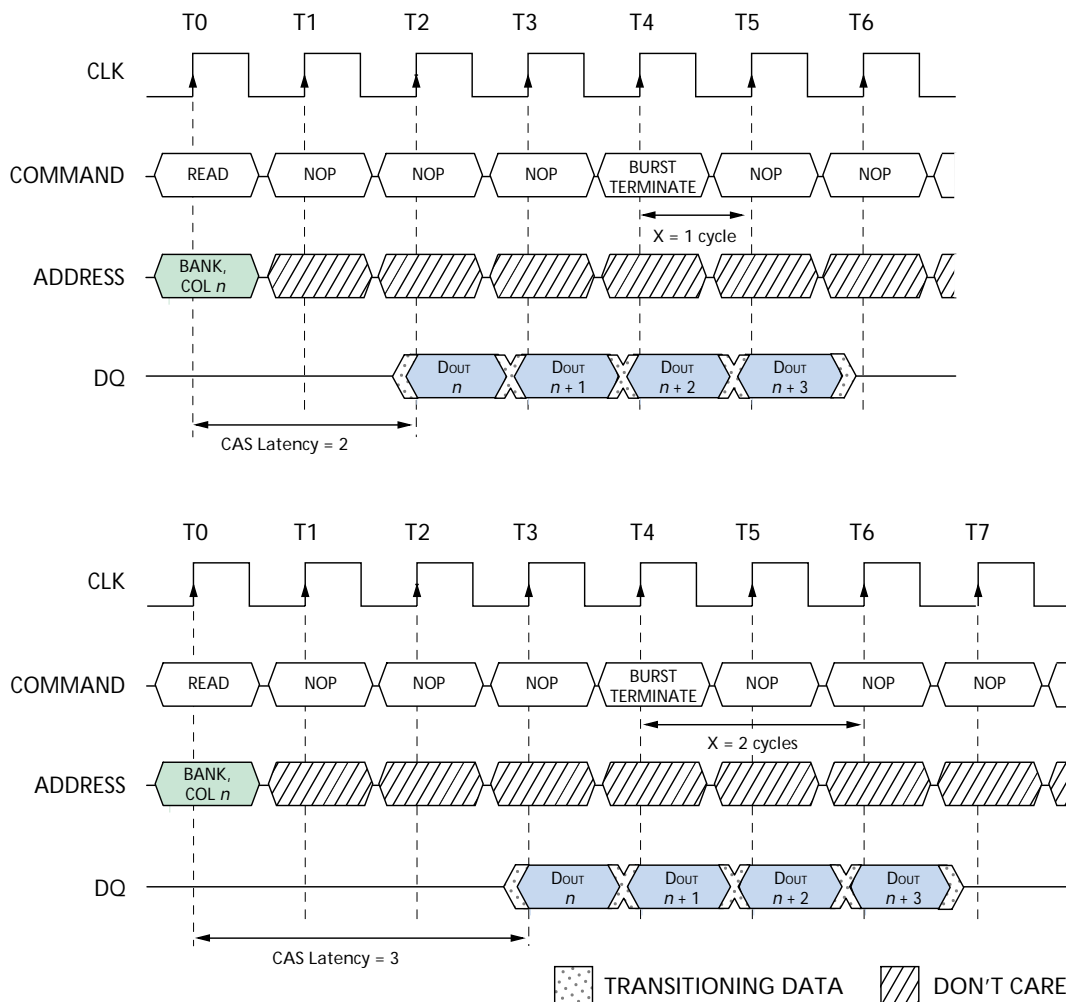 T0 T1 T2 T3 T4 T5 T6
CLK
COMMAND READ NOP NOP NOP BURST TERMINATE NOP NOP
X = 1 cycle
ADDRESS BANK, COL n
DQ DOUT n DOUT n + 1 DOUT n + 2 DOUT n + 3
CAS Latency = 2
T0 T1 T2 T3 T4 T5 T6 T7
CLK
COMMAND READ NOP NOP NOP BURST TERMINATE NOP NOP NOP
X = 2 cycles
ADDRESS BANK, COL n
DQ DOUT n DOUT n + 1 DOUT n + 2 DOUT n + 3
CAS Latency = 3
TRANSITIONING DATA DON'T CARE